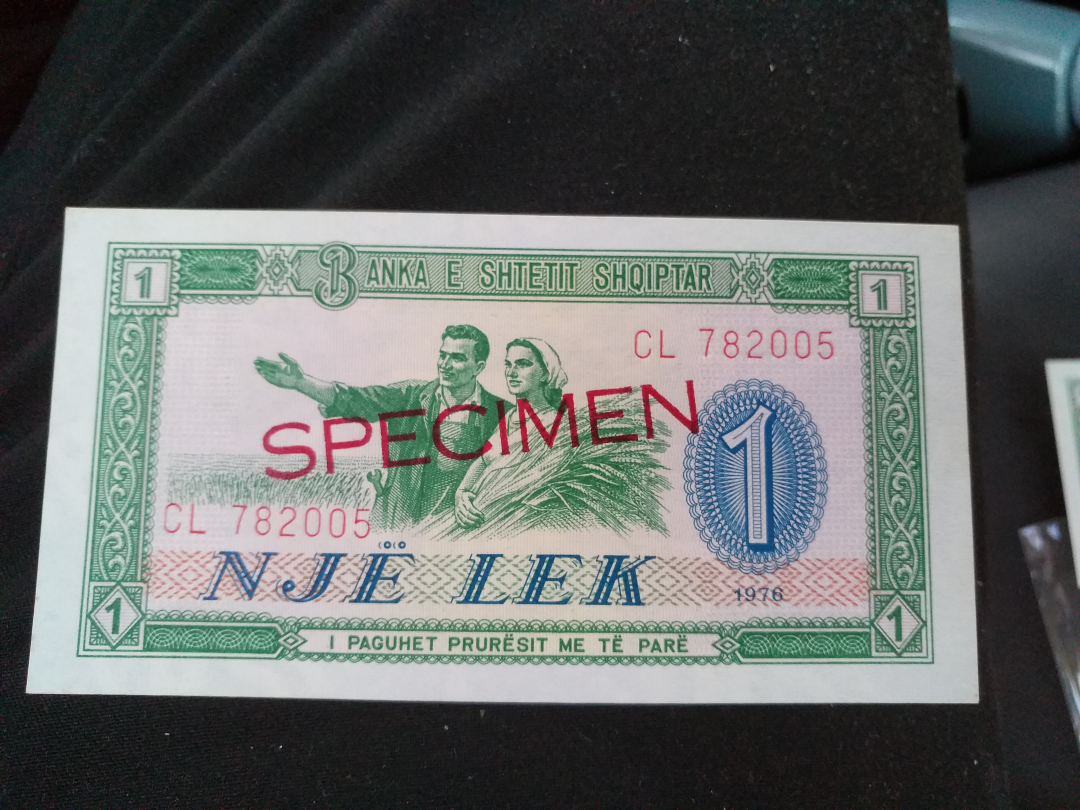 BANKA E SHTETIT SHQIPTAR
1
1
CL 782005
SPECIMEN
1
CL 782005
NJË LEK
1976
1
I PAGUHET PRURËSIT ME TË PARË
1